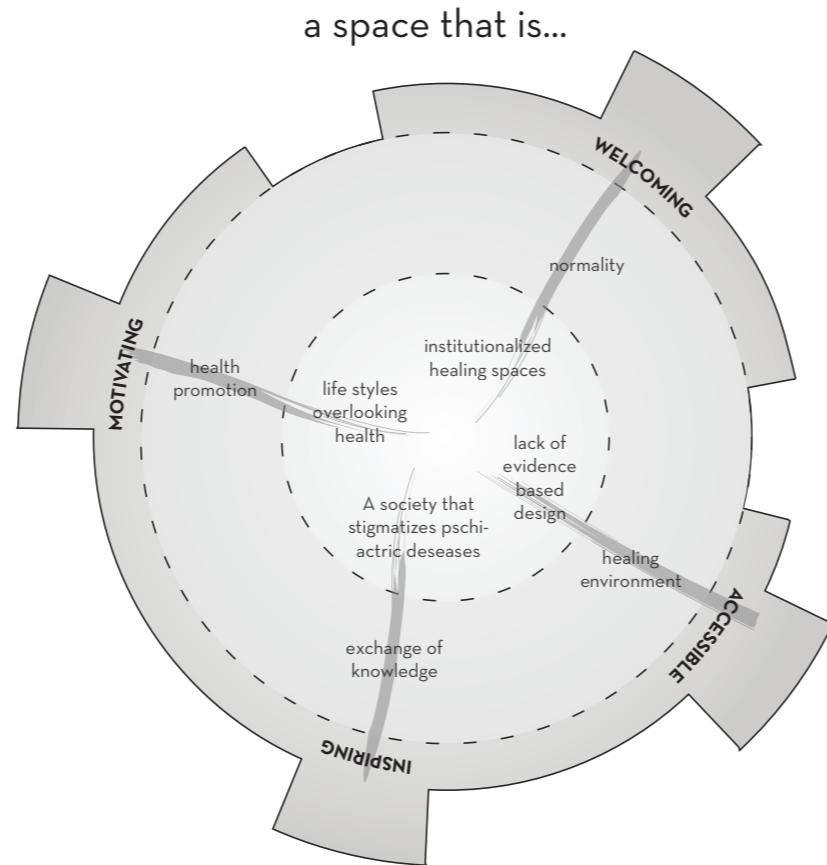 a space that is...
WELCOMING
normality
institutionalized
healing spaces
MOTIVATING
health
promotion
life styles
overlooking
health
lack of
evidence
based
design
A society that
stigmatizes pschi-
actric deseases
healing
environment
ACCESSIBLE
exchange of
knowledge
INSPIRING